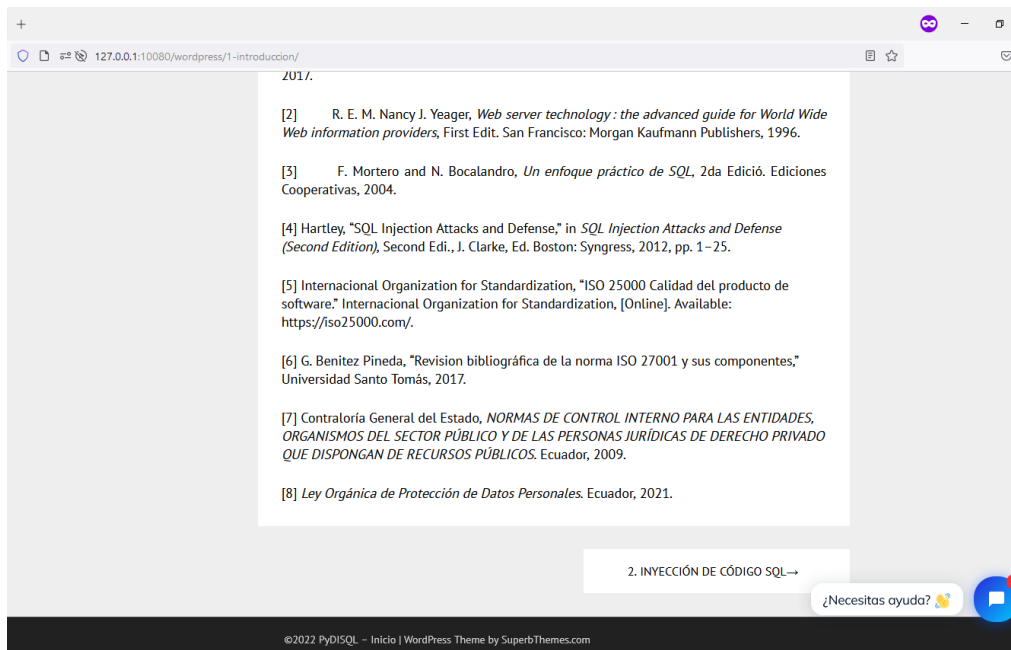 127.0.0.1:10080/wordpress/1-introduccion/
2017.
[2] R. E. M. Nancy J. Yeager, Web server technology : the advanced guide for World Wide
Web information providers, First Edit. San Francisco: Morgan Kaufmann Publishers, 1996.
[3] F. Mortero and N. Bocalandro, Un enfoque práctico de SQL, 2da Edició. Ediciones
Cooperativas, 2004.
[4] Hartley, “SQL Injection Attacks and Defense,” in SQL Injection Attacks and Defense
(Second Edition), Second Edi., J. Clarke, Ed. Boston: Syngress, 2012, pp. 1–25.
[5] Internacional Organization for Standardization, “ISO 25000 Calidad del producto de
software.” Internacional Organization for Standardization, [Online]. Available:
https://iso25000.com/.
[6] G. Benitez Pineda, “Revision bibliográfica de la norma ISO 27001 y sus componentes,”
Universidad Santo Tomás, 2017.
[7] Contraloría General del Estado, NORMAS DE CONTROL INTERNO PARA LAS ENTIDADES,
ORGANISMOS DEL SECTOR PÚBLICO Y DE LAS PERSONAS JURÍDICAS DE DERECHO PRIVADO
QUE DISPONGAN DE RECURSOS PÚBLICOS. Ecuador, 2009.
[8] Ley Orgánica de Protección de Datos Personales. Ecuador, 2021.
2. INYECCIÓN DE CÓDIGO SQL→
¿Necesitas ayuda? 👋
©2022 PyDISQL – Inicio | WordPress Theme by SuperbThemes.com